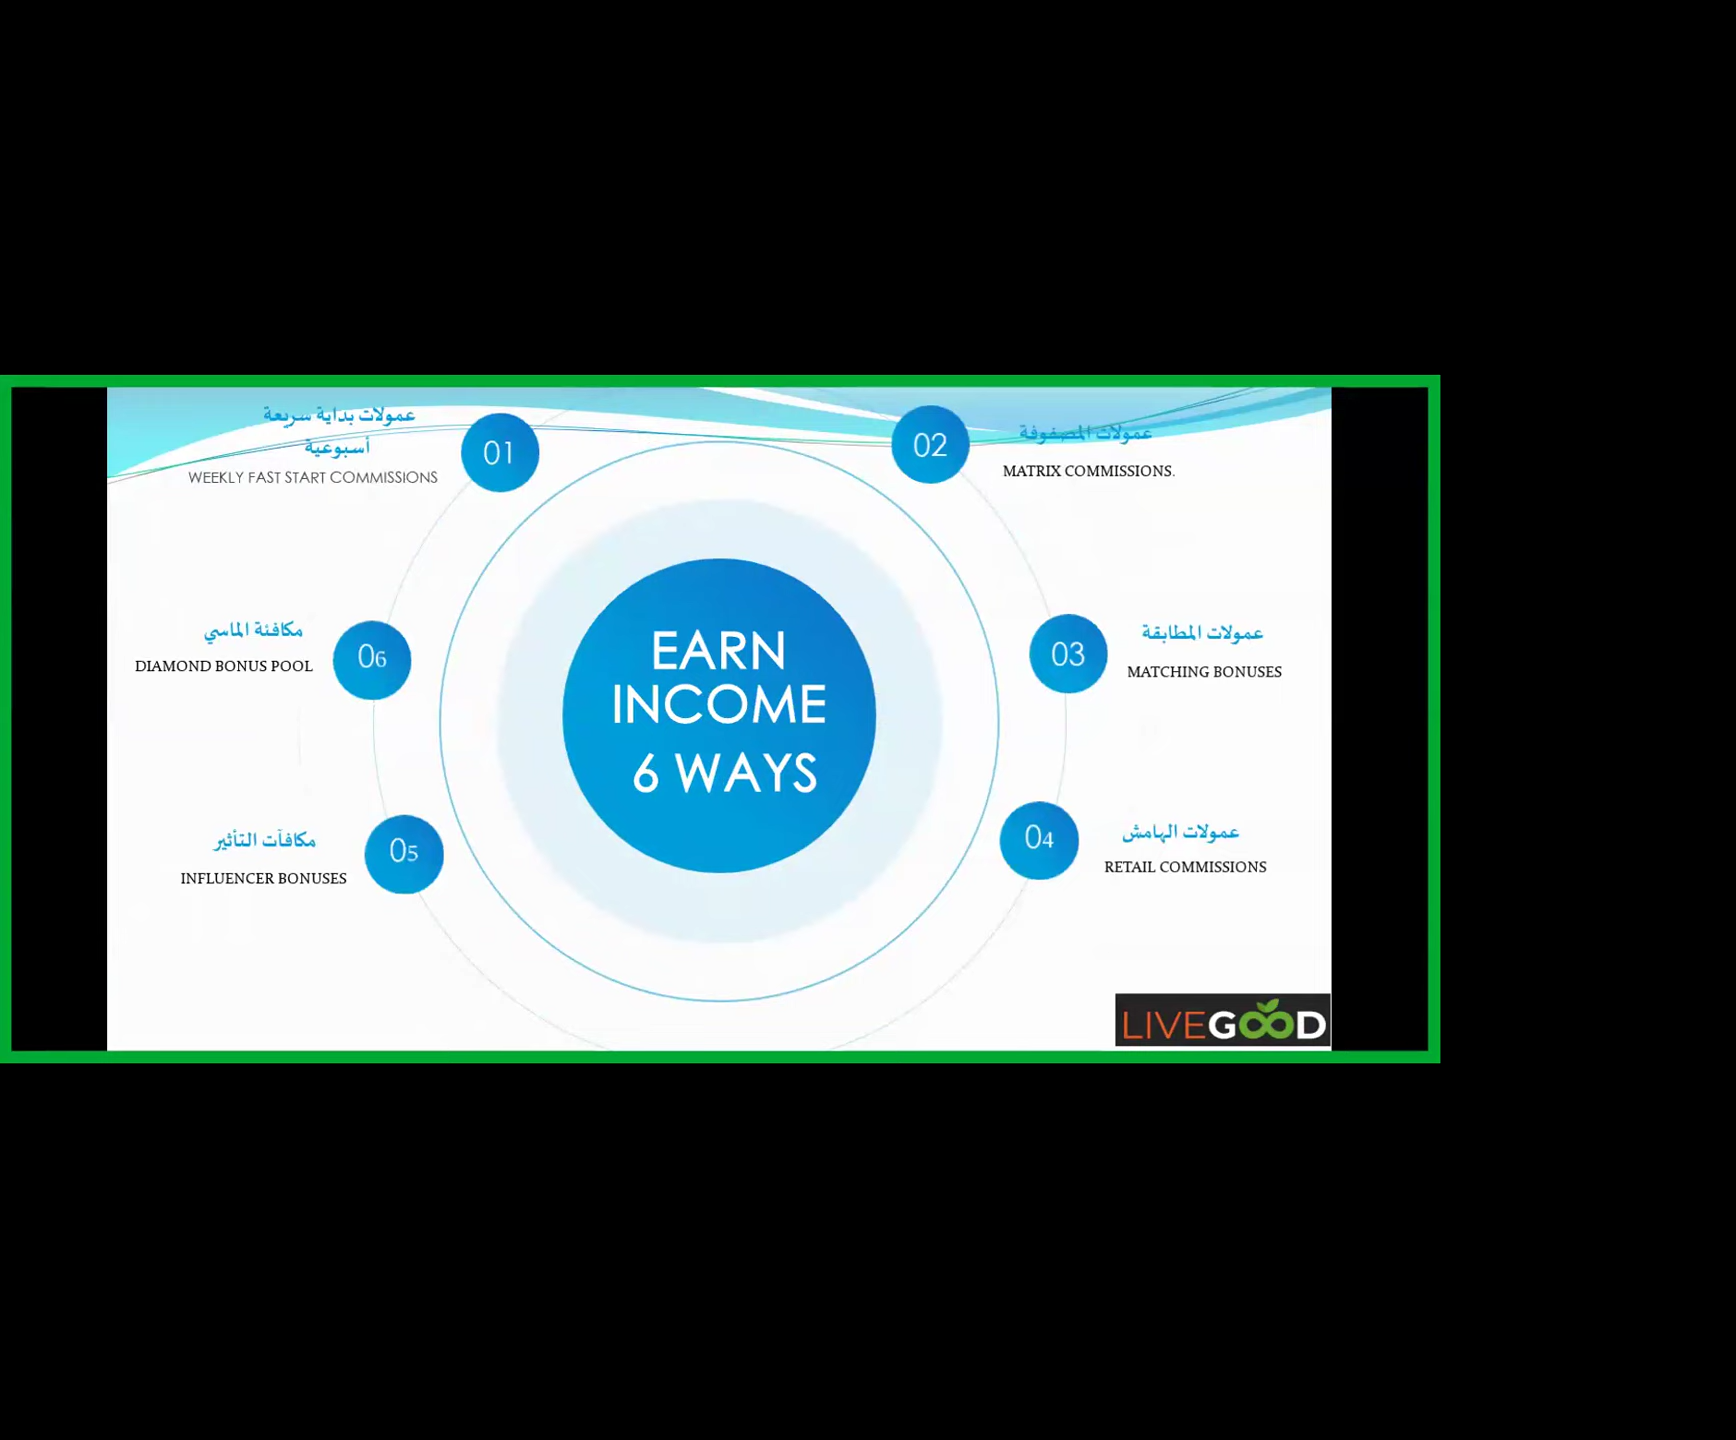 عمولات بداية سريعة
أسبوعية
WEEKLY FAST START COMMISSIONS
01
02
عمولات المصفوفة
MATRIX COMMISSIONS.
EARN
INCOME
6 WAYS
03
عمولات المطابقة
MATCHING BONUSES
04
عمولات الهامش
RETAIL COMMISSIONS
05
مكافآت التأثير
INFLUENCER BONUSES
06
مكافئة الماسي
DIAMOND BONUS POOL
LIVEGOOD